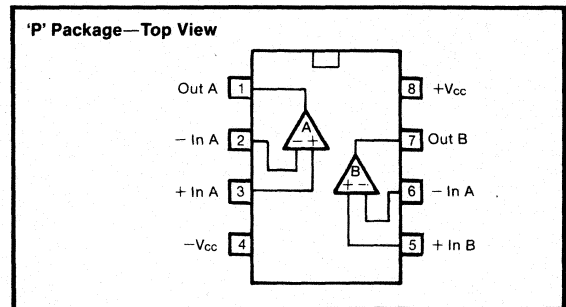 'P' Package—Top View
Out A 1
8 +Vcc
A
− In A 2
− +
7 Out B
B
+ In A 3
+ −
6 − In A
−Vcc 4
5 + In B